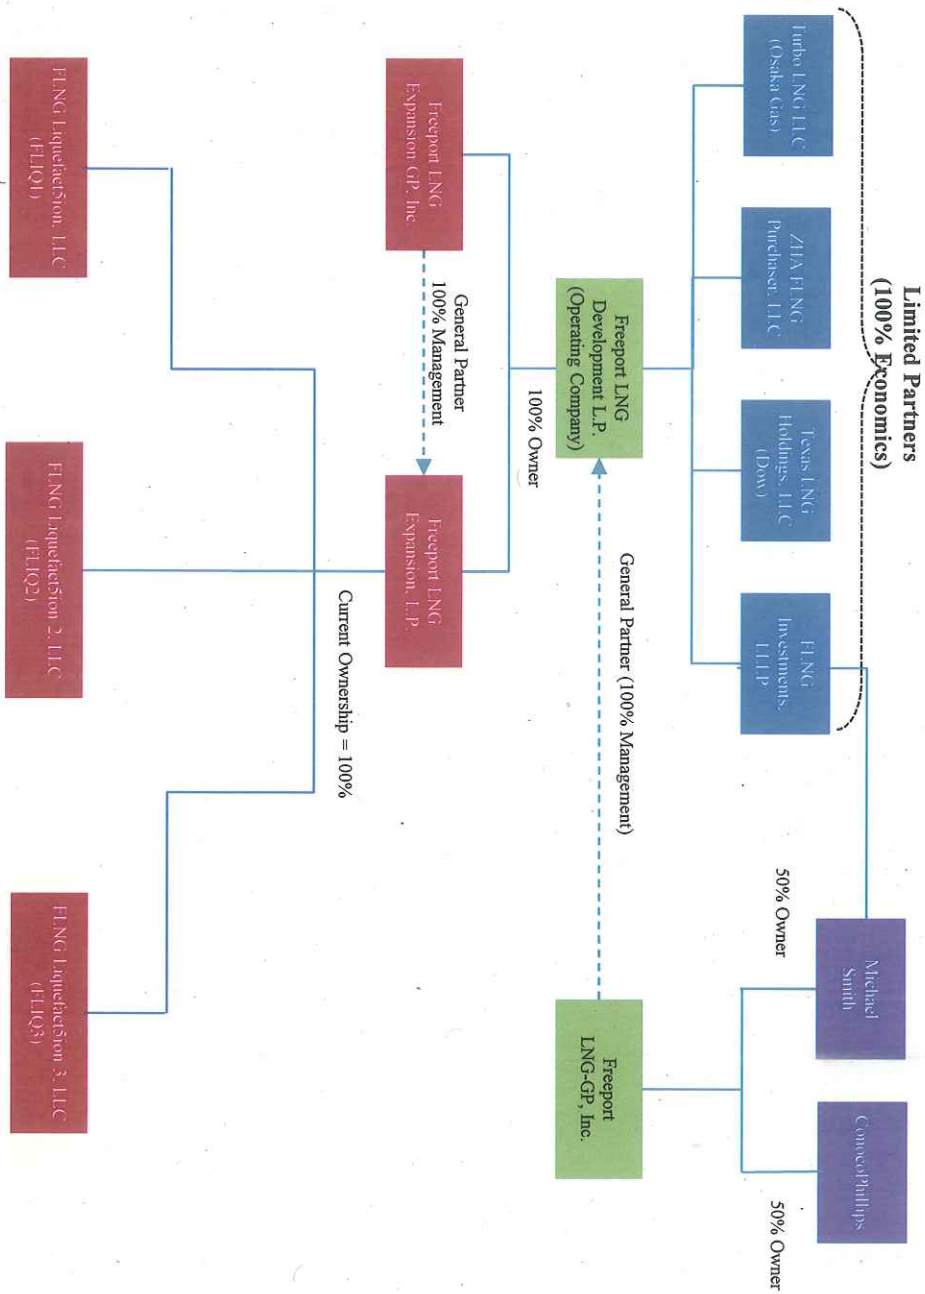 Limited Partners
(100% Economics)
Turbo LNG LLC
(Osaka Gas)
ZHA FLNG
Purchaser, LLC
Texas LNG
Holdings, LLC
(Dow)
FLNG
Investments,
LLLP
Michael
Smith
ConocoPhillips
50% Owner
50% Owner
Freeport LNG
Development L.P.
(Operating Company)
General Partner (100% Management)
Freeport
LNG-GP, Inc.
100% Owner
Freeport LNG
Expansion GP, Inc.
General Partner
100% Management
Freeport LNG
Expansion, L.P.
Current Ownership = 100%
FLNG Liquefact5ion, LLC
(FLIQ1)
FLNG Liquefact5ion 2, LLC
(FLIQ2)
FLNG Liquefact5ion 3, LLC
(FLIQ3)